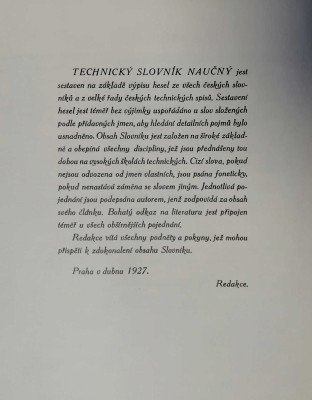 TECHNICKÝ SLOVNÍK NAUČNÝ jest
sestaven na základě výpisu hesel ze všech českých slov-
níků a z velké řady českých technických spisů. Sestavení
hesel jest téměř bez výjimky uspořádáno u slov složených
podle přídavných jmen, aby hledání detailních pojmů bylo
usnadněno. Obsah Slovníku jest založen na široké základ-
ně a obepíná všechny disciplíny, jež jsou přednášeny tou
dobou na vysokých školách technických. Cizí slova, pokud
nejsou odvozena od jmen vlastních, jsou psána foneticky,
pokud nenastává záměna se slovem jiným. Jednotlivá po-
jednání jsou podepsána autorem, jenž zodpovídá za obsah
svého článku. Bohatý odkaz na literaturu jest připojen
téměř u všech obšírnějších pojednání.
Redakce vítá všechny podněty a pokyny, jež mohou
přispěti k zdokonalení obsahu Slovníku.
Praha v dubnu 1927.
Redakce.